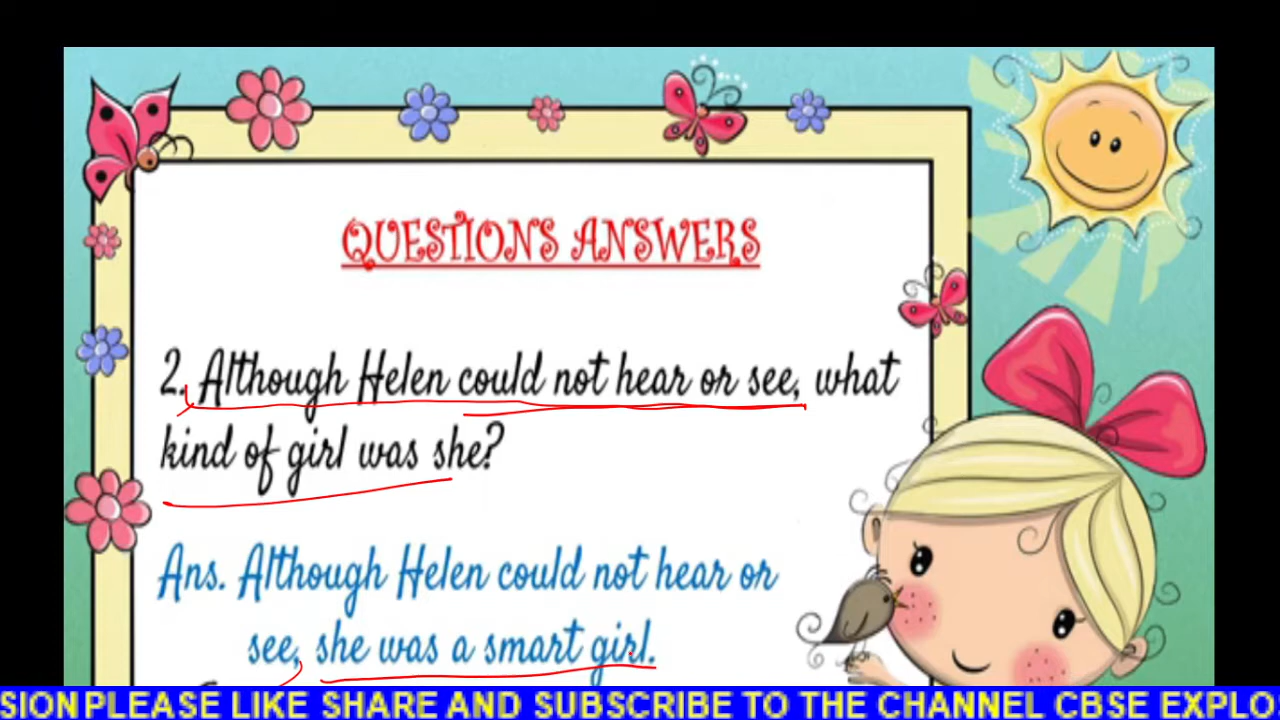 QUESTIONS ANSWERS
2. Although Helen could not hear or see, what
kind of girl was she?
Ans. Although Helen could not hear or
see, she was a smart girl.
SION PLEASE LIKE SHARE AND SUBSCRIBE TO THE CHANNEL CBSE EXPLO